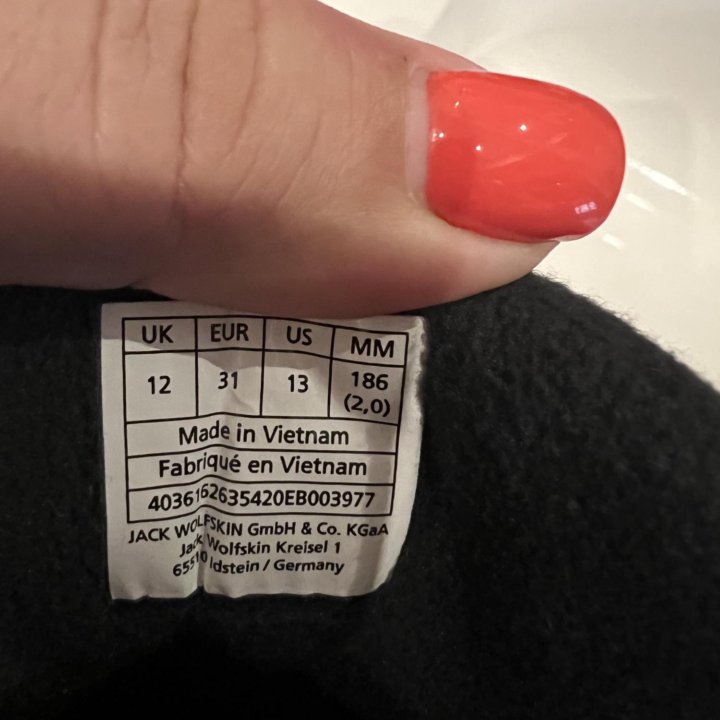 UK EUR US MM
12 31 13 186
(2,0)
Made in Vietnam
Fabriqué en Vietnam
4036162635420EB003977
JACK WOLFSKIN GmbH & Co. KGaA
Jack Wolfskin Kreisel 1
65510 Idstein / Germany